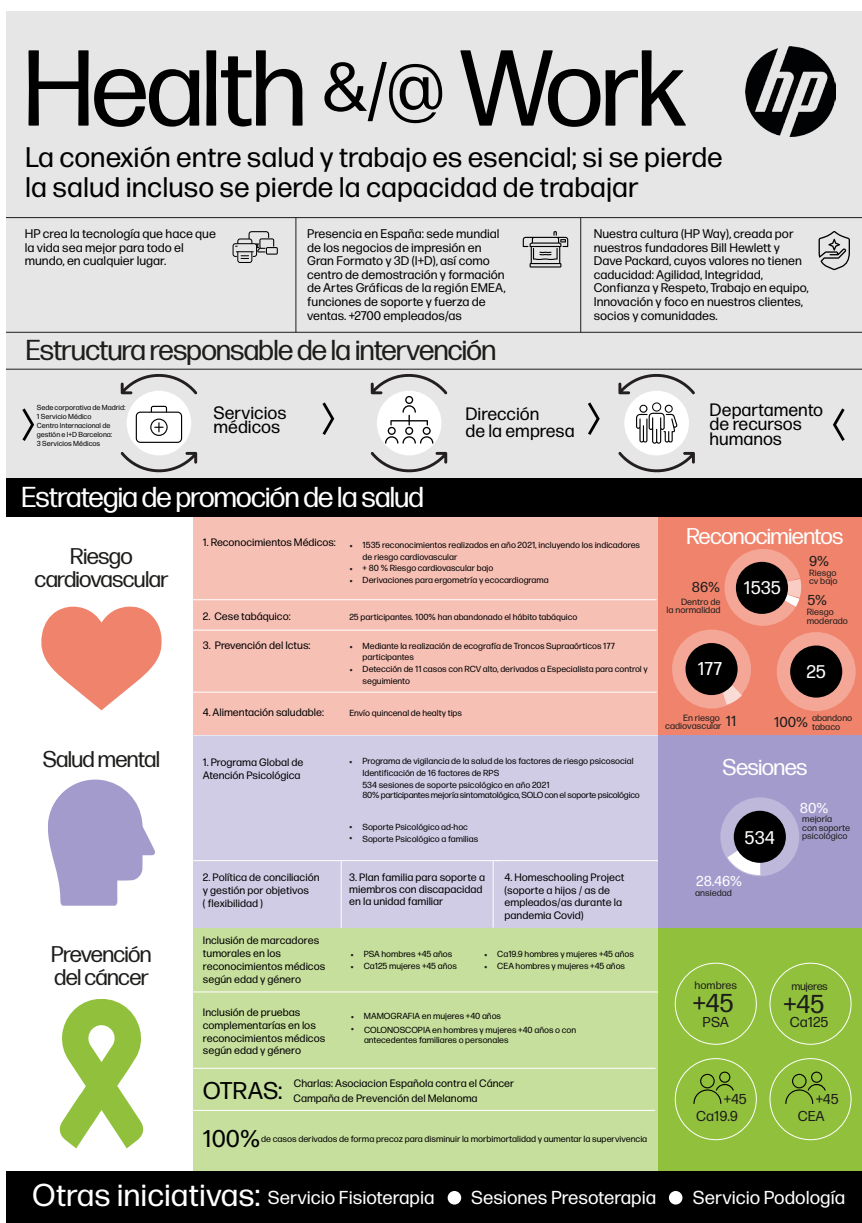 Health &/@ Work
hp
La conexión entre salud y trabajo es esencial; si se pierde
la salud incluso se pierde la capacidad de trabajar
HP crea la tecnología que hace que
la vida sea mejor para todo el
mundo, en cualquier lugar.
Presencia en España: sede mundial
de los negocios de impresión en
Gran Formato y 3D (I+D), así como
centro de demostración y formación
de Artes Gráficas de la región EMEA,
funciones de soporte y fuerza de
ventas. +2700 empleados/as
Nuestra cultura (HP Way), creada por
nuestros fundadores Bill Hewlett y
Dave Packard, cuyos valores no tienen
caducidad: Agilidad, Integridad,
Confianza y Respeto, Trabajo en equipo,
Innovación y foco en nuestros clientes,
socios y comunidades.
Estructura responsable de la intervención
Sede corporativa de Madrid:
1 Servicio Médico
Centro Internacional de
gestión e I+D Barcelona:
3 Servicios Médicos
Servicios
médicos
Dirección
de la empresa
Departamento
de recursos
humanos
Estrategia de promoción de la salud
Riesgo
cardiovascular
1. Reconocimientos Médicos:
• 1535 reconocimientos realizados en año 2021, incluyendo los indicadores
de riesgo cardiovascular
• + 80 % Riesgo cardiovascular bajo
• Derivaciones para ergometría y ecocardiograma
2. Cese tabáquico:
25 participantes. 100% han abandonado el hábito tabáquico
3. Prevención del Ictus:
• Mediante la realización de ecografía de Troncos Supraaórticos 177
participantes
• Detección de 11 casos con RCV alto, derivados a Especialista para control y
seguimiento
4. Alimentación saludable:
Envío quincenal de healty tips
Reconocimientos
86%
Dentro de
la normalidad
1535
9%
Riesgo
cv bajo
5%
Riesgo
moderado
177
25
En riesgo
cadiovascular 11
100% abandono
tabaco
Salud mental
1. Programa Global de
Atención Psicológica
• Programa de vigilancia de la salud de los factores de riesgo psicosocial
Identificación de 16 factores de RPS
534 sesiones de soporte psicológico en año 2021
80% participantes mejoría sintomatológica, SOLO con el soporte psicológico
• Soporte Psicológico ad-hoc
• Soporte Psicológico a familias
2. Política de conciliación
y gestión por objetivos
( flexibilidad )
3. Plan familia para soporte a
miembros con discapacidad
en la unidad familiar
4. Homeschooling Project
(soporte a hijos / as de
empleados/as durante la
pandemia Covid)
Sesiones
534
80%
mejoría
con soporte
psicológico
28.46%
ansiedad
Prevención
del cáncer
Inclusión de marcadores
tumorales en los
reconocimientos médicos
según edad y género
• PSA hombres +45 años
• Ca125 mujeres +45 años
• Ca19.9 hombres y mujeres +45 años
• CEA hombres y mujeres +45 años
Inclusión de pruebas
complementarías en los
reconocimientos médicos
según edad y género
• MAMOGRAFIA en mujeres +40 años
• COLONOSCOPIA en hombres y mujeres +40 años o con
antecedentes familiares o personales
OTRAS:
Charlas: Asociacion Española contra el Cáncer
Campaña de Prevención del Melanoma
100% de casos derivados de forma precoz para disminuir la morbimortalidad y aumentar la supervivencia
hombres
+45
PSA
mujeres
+45
Ca125
+45
Ca19.9
+45
CEA
Otras iniciativas: Servicio Fisioterapia ● Sesiones Presoterapia ● Servicio Podología